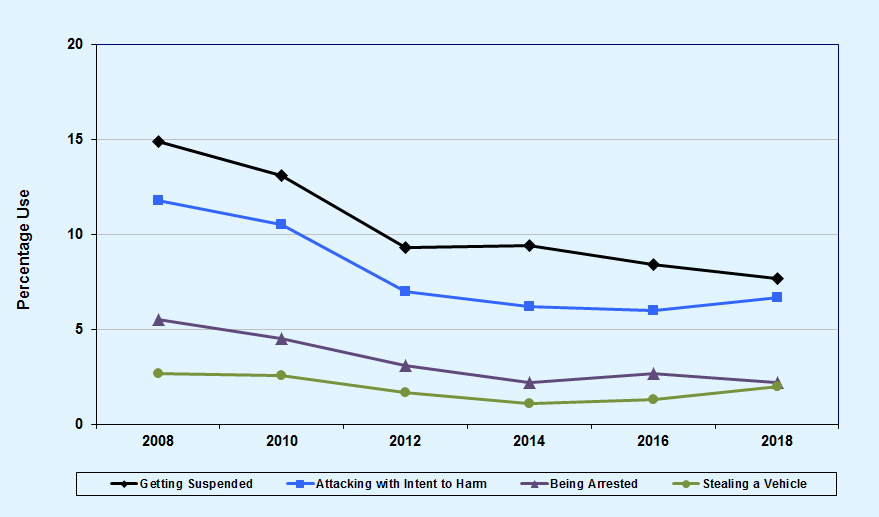 20
15
10
5
0
Percentage Use
2008 2010 2012 2014 2016 2018
Getting Suspended Attacking with Intent to Harm Being Arrested Stealing a Vehicle